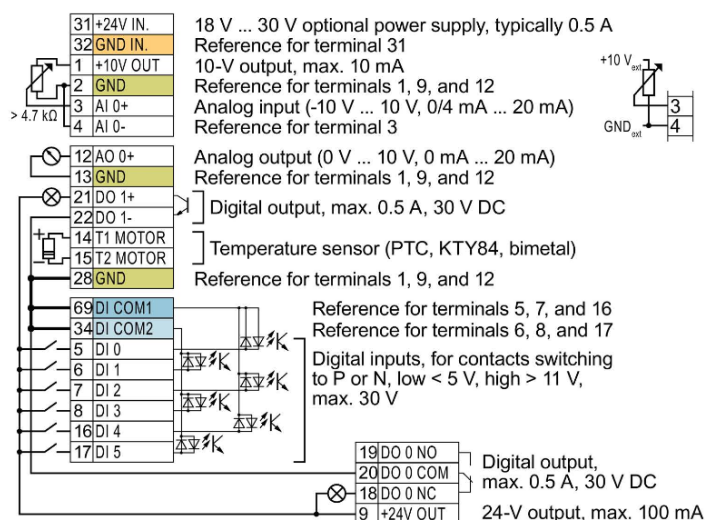 31 +24V IN. 18 V ... 30 V optional power supply, typically 0.5 A
32 GND IN. Reference for terminal 31
1 +10V OUT 10-V output, max. 10 mA
2 GND Reference for terminals 1, 9, and 12
3 AI 0+ Analog input (-10 V ... 10 V, 0/4 mA ... 20 mA)
4 AI 0- Reference for terminal 3
> 4.7 kΩ
+10 V ext
3
GND ext 4
12 AO 0+ Analog output (0 V ... 10 V, 0 mA ... 20 mA)
13 GND Reference for terminals 1, 9, and 12
21 DO 1+
22 DO 1-
Digital output, max. 0.5 A, 30 V DC
+ 14 T1 MOTOR
− 15 T2 MOTOR
Temperature sensor (PTC, KTY84, bimetal)
28 GND Reference for terminals 1, 9, and 12
69 DI COM1 Reference for terminals 5, 7, and 16
34 DI COM2 Reference for terminals 6, 8, and 17
5 DI 0
6 DI 1
7 DI 2
8 DI 3
16 DI 4
17 DI 5
Digital inputs, for contacts switching
to P or N, low < 5 V, high > 11 V,
max. 30 V
19 DO 0 NO
20 DO 0 COM
18 DO 0 NC
Digital output,
max. 0.5 A, 30 V DC
9 +24V OUT 24-V output, max. 100 mA